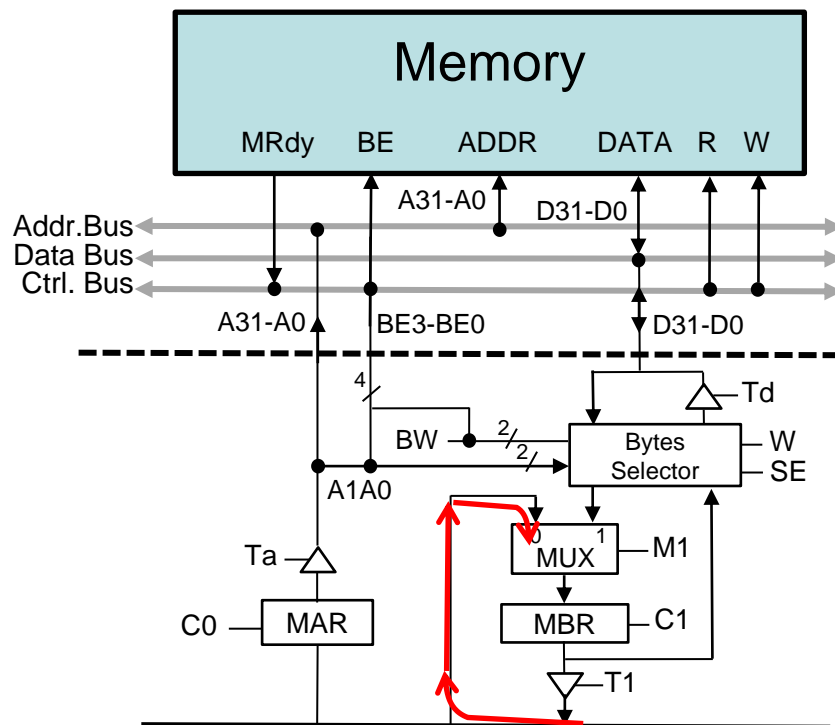 Memory
MRdy BE ADDR DATA R W
A31-A0 D31-D0
Addr.Bus
Data Bus
Ctrl. Bus
A31-A0 BE3-BE0 D31-D0
4 Td
BW 2 Bytes W
2 Selector SE
A1A0
0 1
Ta MUX M1
C0 MAR MBR C1
T1